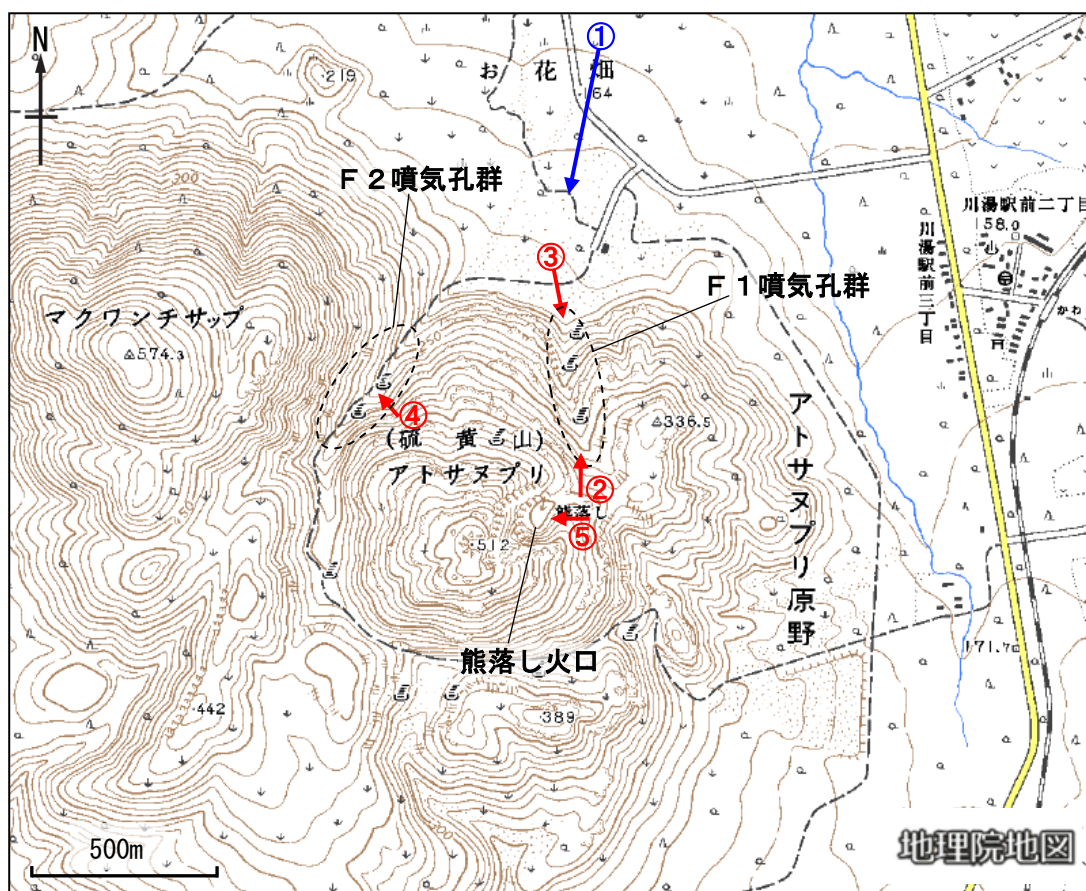 N
①
お花畑
・219
・164
F2噴気孔群
300
③
F1噴気孔群
川湯駅前二丁目
158.0
川湯駅前三丁目
かわ
マクワンチサップ
△574.3
④
(硫黄山)
アトサヌプリ
△336.5
②
熊落し
⑤
・512
アトサヌプリ原野
熊落し火口
171.7
・442
・389
300
500m
地理院地図